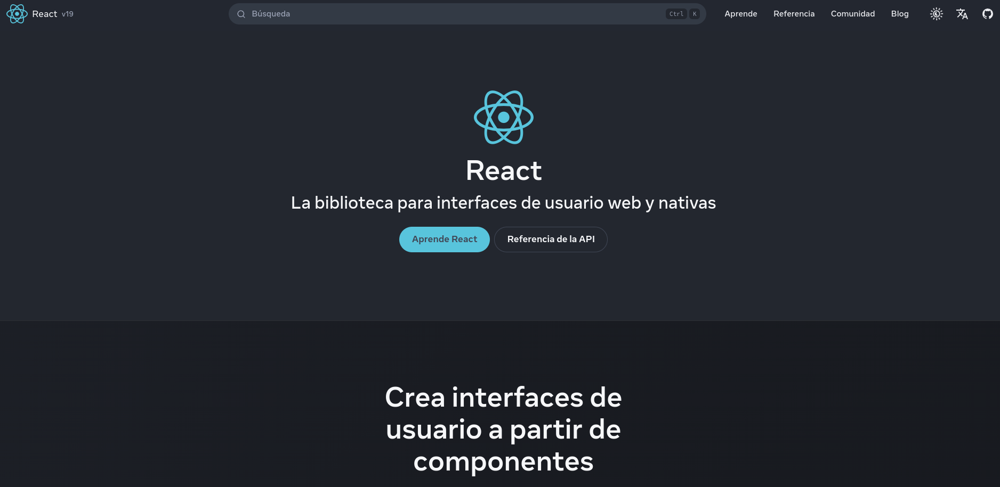 React v19
Búsqueda
Ctrl K
Aprende
Referencia
Comunidad
Blog
React
La biblioteca para interfaces de usuario web y nativas
Aprende React
Referencia de la API
Crea interfaces de
usuario a partir de
componentes